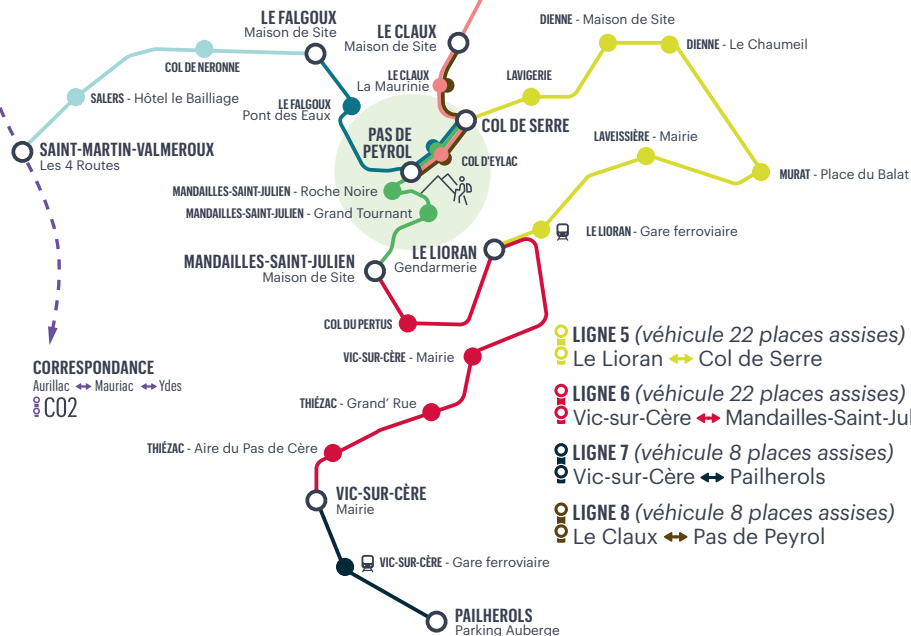 LE FALGOUX
Maison de Site
LE CLAUX
Maison de Site
DIENNE - Maison de Site
DIENNE - Le Chaumeil
COL DE NERONNE
SALERS - Hôtel le Bailliage
LE FALGOUX
Pont des Eaux
LE CLAUX
La Maurinie
LAVIGERIE
COL DE SERRE
SAINT-MARTIN-VALMEROUX
Les 4 Routes
PAS DE
PEYROL
COL D'EYLAC
LAVEISSIÈRE - Mairie
MURAT - Place du Balat
MANDAILLES-SAINT-JULIEN - Roche Noire
MANDAILLES-SAINT-JULIEN - Grand Tournant
LE LIORAN - Gare ferroviaire
MANDAILLES-SAINT-JULIEN
Maison de Site
LE LIORAN
Gendarmerie
COL DU PERTUS
VIC-SUR-CÈRE - Mairie
CORRESPONDANCE
Aurillac ↔ Mauriac ↔ Ydes
C02
THIÉZAC - Grand' Rue
THIÉZAC - Aire du Pas de Cère
VIC-SUR-CÈRE
Mairie
VIC-SUR-CÈRE - Gare ferroviaire
PAILHEROLS
Parking Auberge
LIGNE 5 (véhicule 22 places assises)
Le Lioran ↔ Col de Serre
LIGNE 6 (véhicule 22 places assises)
Vic-sur-Cère ↔ Mandailles-Saint-Jul
LIGNE 7 (véhicule 8 places assises)
Vic-sur-Cère ↔ Pailherols
LIGNE 8 (véhicule 8 places assises)
Le Claux ↔ Pas de Peyrol